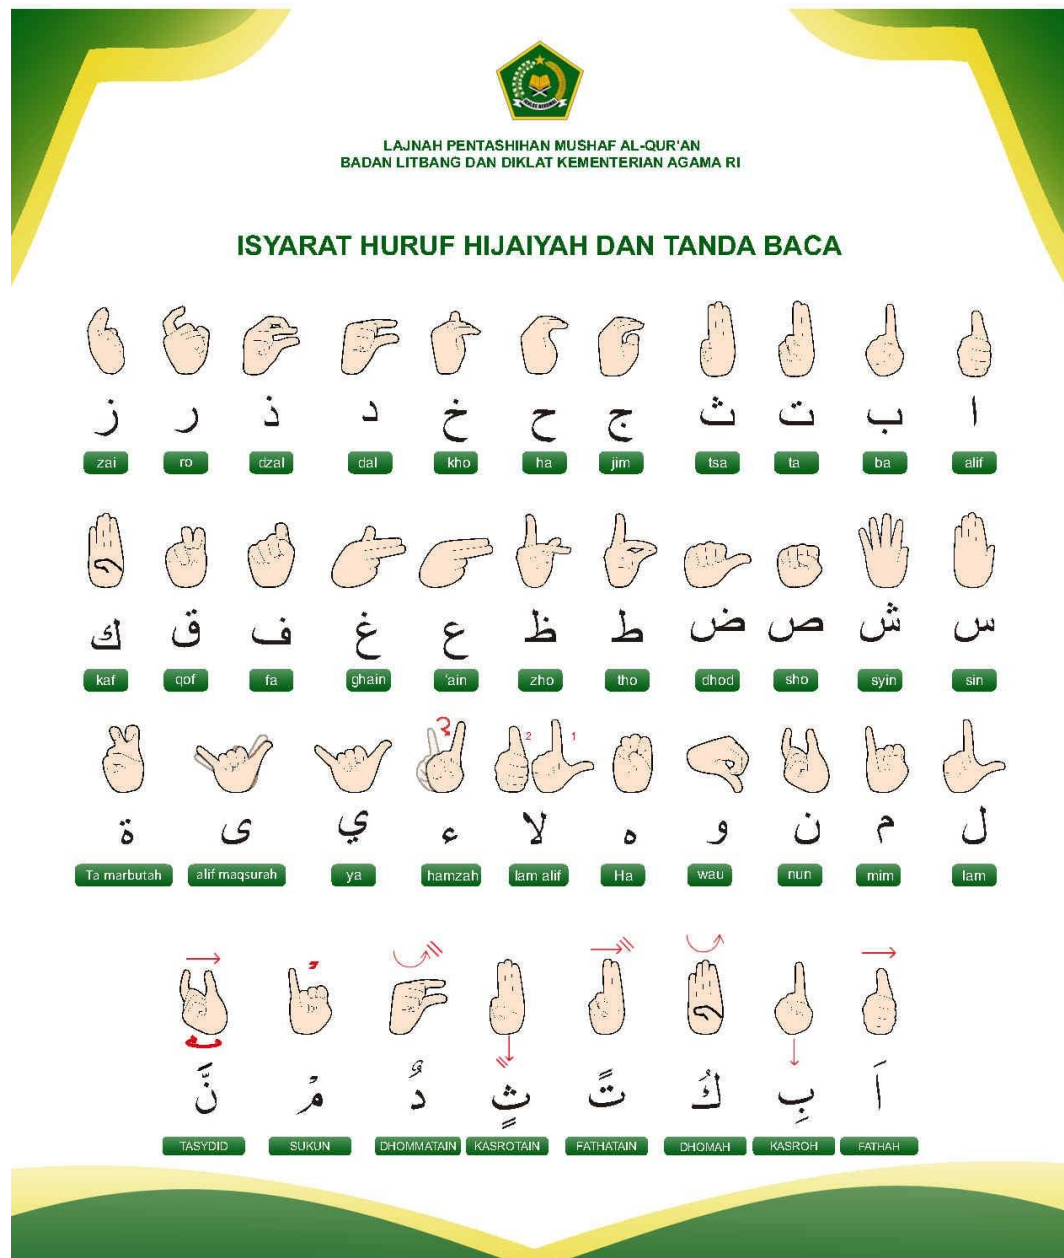 LAJNAH PENTASHIHAN MUSHAF AL-QUR'AN
BADAN LITBANG DAN DIKLAT KEMENTERIAN AGAMA RI
ISYARAT HURUF HIJAIYAH DAN TANDA BACA
ا ب ت ث ج ح خ د ذ ر ز
alif ba ta tsa jim ha kho dal dzal ro zai
س ش ص ض ط ظ ع غ ف ق ك
sin syin sho dhod tho zho 'ain ghain fa qof kaf
1 2
ل م ن و ه لا ء ي ى ة
lam mim nun wau Ha lam alif hamzah ya alif maqsurah Ta marbutah
اَ بِ كُ تً ثٍ دٌ مْ نَّ
FATHAH KASROH DHOMAH FATHATAIN KASROTAIN DHOMMATAIN SUKUN TASYDID